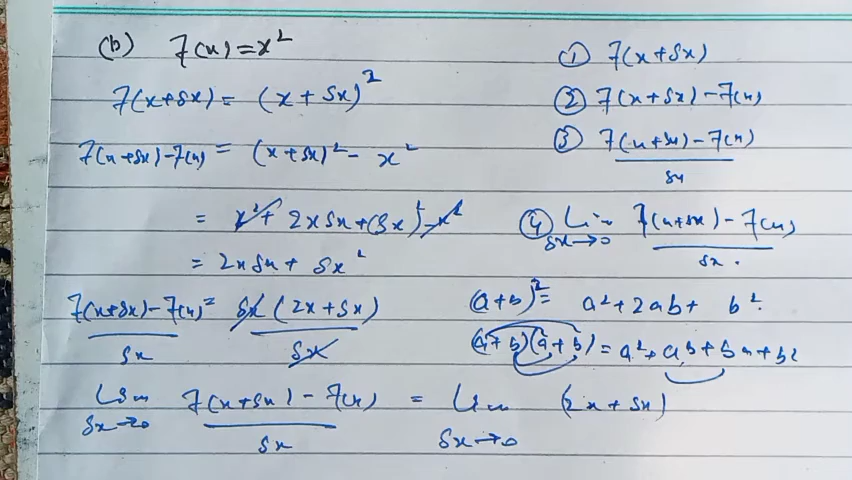 (b) f(x) = x²
f(x+δx) = (x+δx)²
f(x+δx)-f(x) = (x+δx)² - x²
= x² + 2xδx + (δx)² - x²
= 2xδx + δx²
f(x+δx)-f(x) = δx(2x+δx)
δx δx
Lim f(x+δx) - f(x) = Lim (2x+δx)
δx→0 δx δx→0
① f(x+δx)
② f(x+δx) - f(x)
③ f(x+δx) - f(x)
δx
④ Lim f(x+δx) - f(x)
δx→0 δx.
(a+b)² = a²+2ab+ b².
(a+b)(a+b) = a²+ab+ba+b²